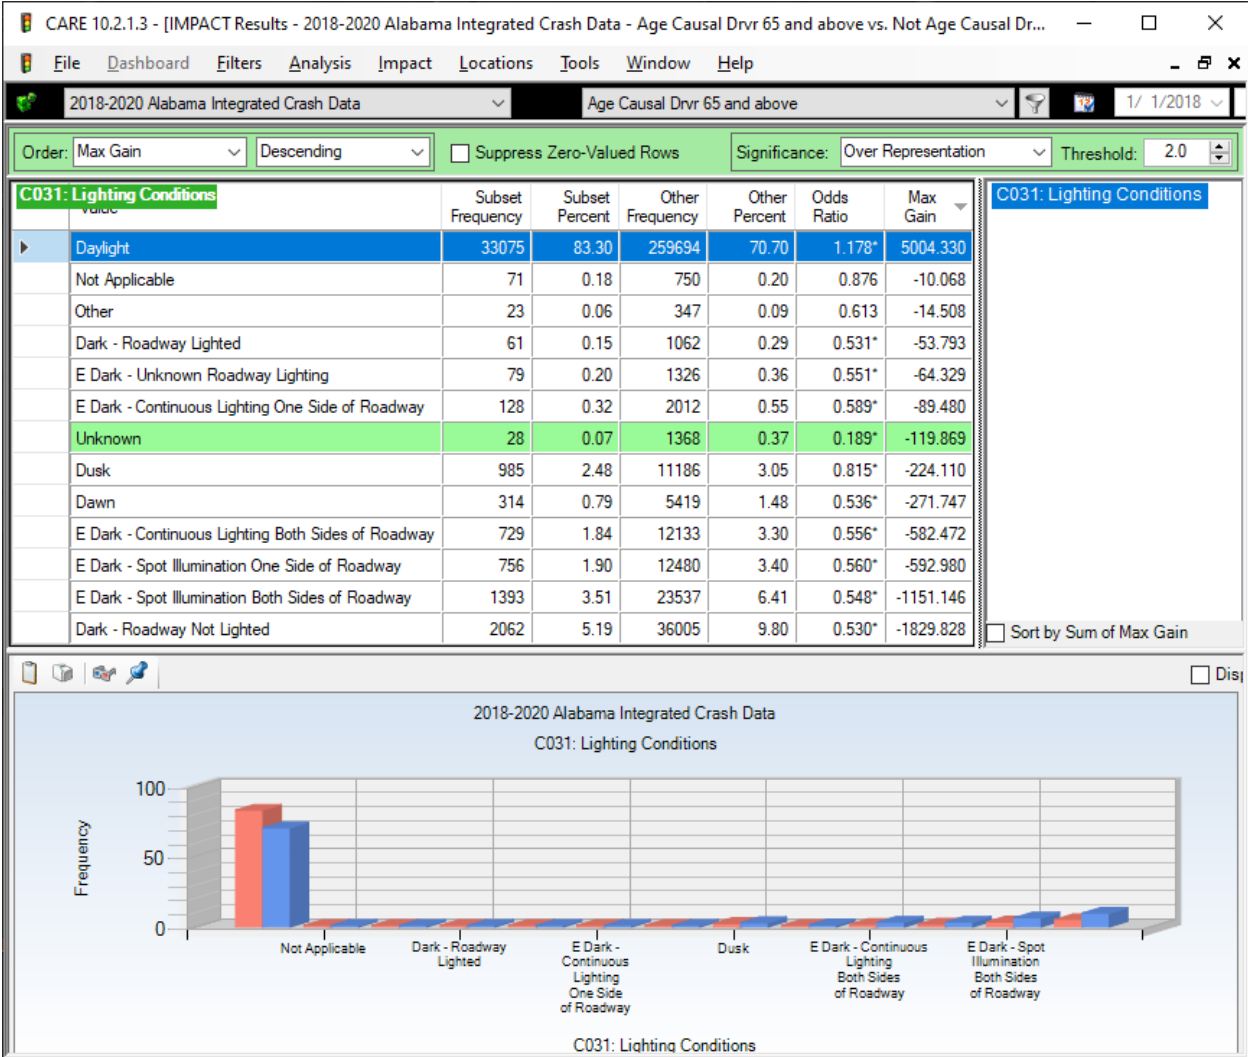 CARE 10.2.1.3 - [IMPACT Results - 2018-2020 Alabama Integrated Crash Data - Age Causal Drvr 65 and above vs. Not Age Causal Dr...
File Dashboard Filters Analysis Impact Locations Tools Window Help
2018-2020 Alabama Integrated Crash Data Age Causal Drvr 65 and above 1/ 1/2018
Order: Max Gain Descending Suppress Zero-Valued Rows Significance: Over Representation Threshold: 2.0
C031: Lighting Conditions Subset Frequency Subset Percent Other Frequency Other Percent Odds Ratio Max Gain
Daylight 33075 83.30 259694 70.70 1.178* 5004.330
Not Applicable 71 0.18 750 0.20 0.876 -10.068
Other 23 0.06 347 0.09 0.613 -14.508
Dark - Roadway Lighted 61 0.15 1062 0.29 0.531* -53.793
E Dark - Unknown Roadway Lighting 79 0.20 1326 0.36 0.551* -64.329
E Dark - Continuous Lighting One Side of Roadway 128 0.32 2012 0.55 0.589* -89.480
Unknown 28 0.07 1368 0.37 0.189* -119.869
Dusk 985 2.48 11186 3.05 0.815* -224.110
Dawn 314 0.79 5419 1.48 0.536* -271.747
E Dark - Continuous Lighting Both Sides of Roadway 729 1.84 12133 3.30 0.556* -582.472
E Dark - Spot Illumination One Side of Roadway 756 1.90 12480 3.40 0.560* -592.980
E Dark - Spot Illumination Both Sides of Roadway 1393 3.51 23537 6.41 0.548* -1151.146
Dark - Roadway Not Lighted 2062 5.19 36005 9.80 0.530* -1829.828
C031: Lighting Conditions
Sort by Sum of Max Gain
2018-2020 Alabama Integrated Crash Data
C031: Lighting Conditions
Frequency
100
50
0
Not Applicable
Dark - Roadway
Lighted
E Dark -
Continuous
Lighting
One Side
of Roadway
Dusk
E Dark - Continuous
Lighting
Both Sides
of Roadway
E Dark - Spot
Illumination
Both Sides
of Roadway
C031: Lighting Conditions